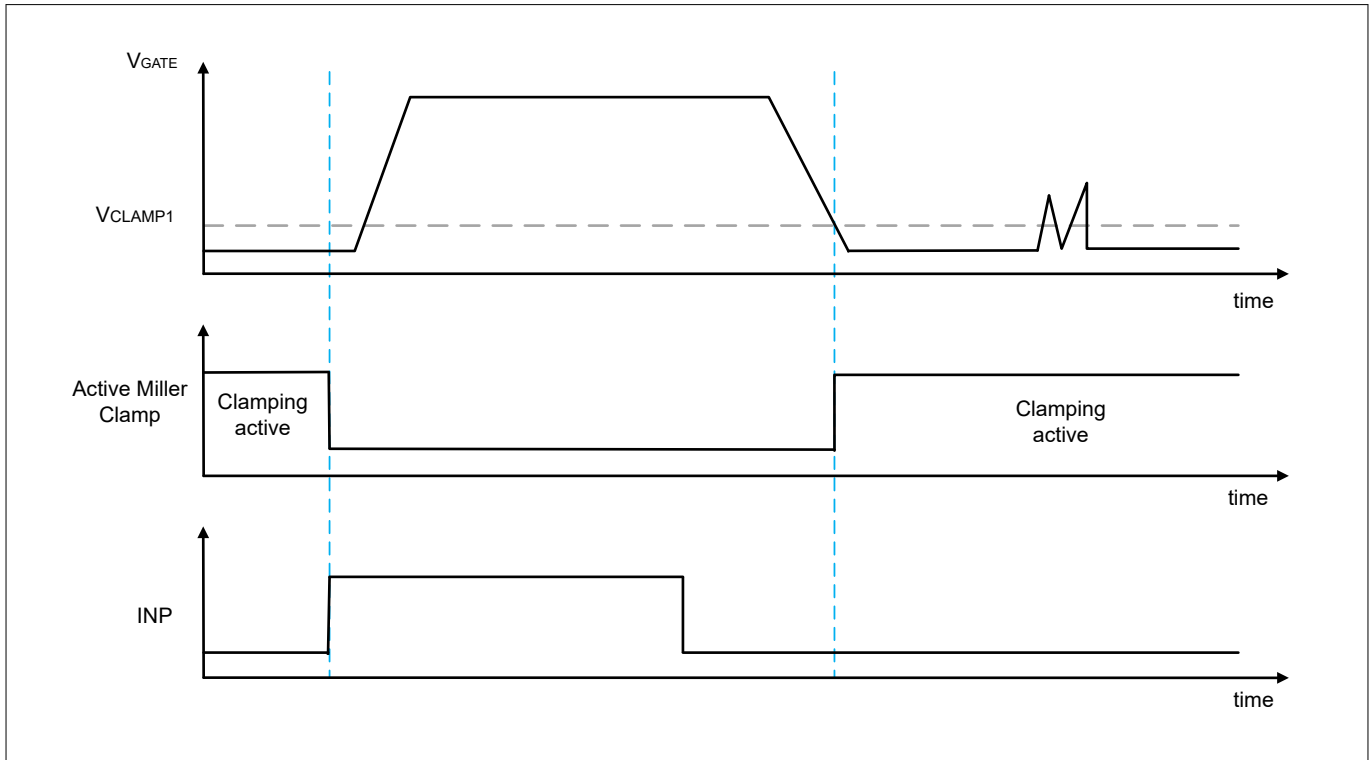 VGATE
VCLAMP1
time
Active Miller
Clamp
Clamping
active
Clamping
active
time
INP
time